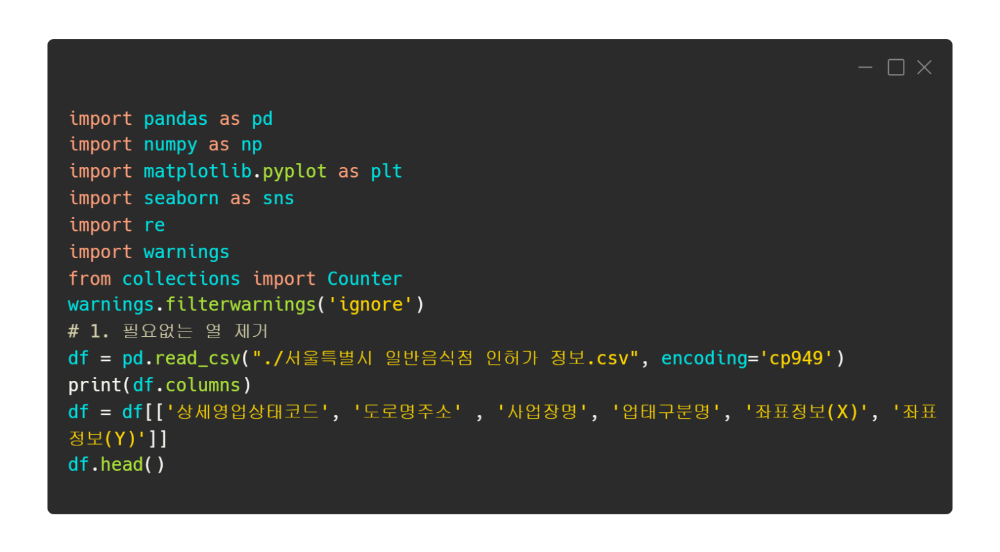 import pandas as pd
import numpy as np
import matplotlib.pyplot as plt
import seaborn as sns
import re
import warnings
from collections import Counter
warnings.filterwarnings('ignore')
# 1. 필요없는 열 제거
df = pd.read_csv("./서울특별시 일반음식점 인허가 정보.csv", encoding='cp949')
print(df.columns)
df = df[['상세영업상태코드', '도로명주소' , '사업장명', '업태구분명', '좌표정보(X)', '좌표
정보(Y)']]
df.head()